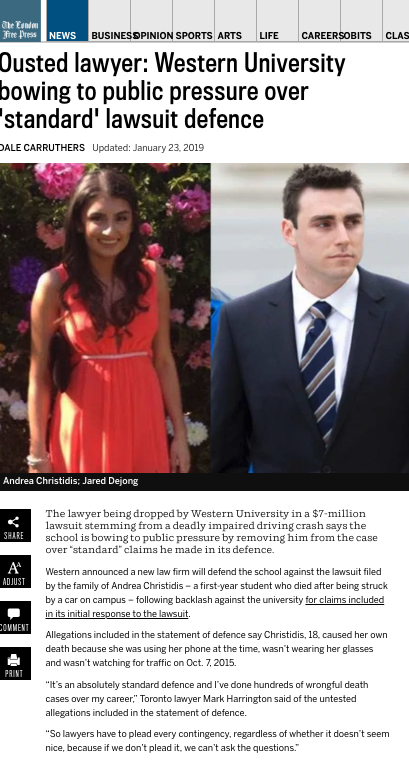 The London
Free Press
NEWS
BUSINESS
OPINION
SPORTS
ARTS
LIFE
CAREERS
OBITS
CLAS
Ousted lawyer: Western University
bowing to public pressure over
'standard' lawsuit defence
DALE CARRUTHERS Updated: January 23, 2019
Andrea Christidis; Jared Dejong
SHARE
ADJUST
COMMENT
PRINT
The lawyer being dropped by Western University in a $7-million
lawsuit stemming from a deadly impaired driving crash says the
school is bowing to public pressure by removing him from the case
over “standard” claims he made in its defence.
Western announced a new law firm will defend the school against the lawsuit filed
by the family of Andrea Christidis – a first-year student who died after being struck
by a car on campus – following backlash against the university for claims included
in its initial response to the lawsuit.
Allegations included in the statement of defence say Christidis, 18, caused her own
death because she was using her phone at the time, wasn’t wearing her glasses
and wasn’t watching for traffic on Oct. 7, 2015.
“It’s an absolutely standard defence and I’ve done hundreds of wrongful death
cases over my career,” Toronto lawyer Mark Harrington said of the untested
allegations included in the statement of defence.
“So lawyers have to plead every contingency, regardless of whether it doesn’t seem
nice, because if we don’t plead it, we can’t ask the questions.”